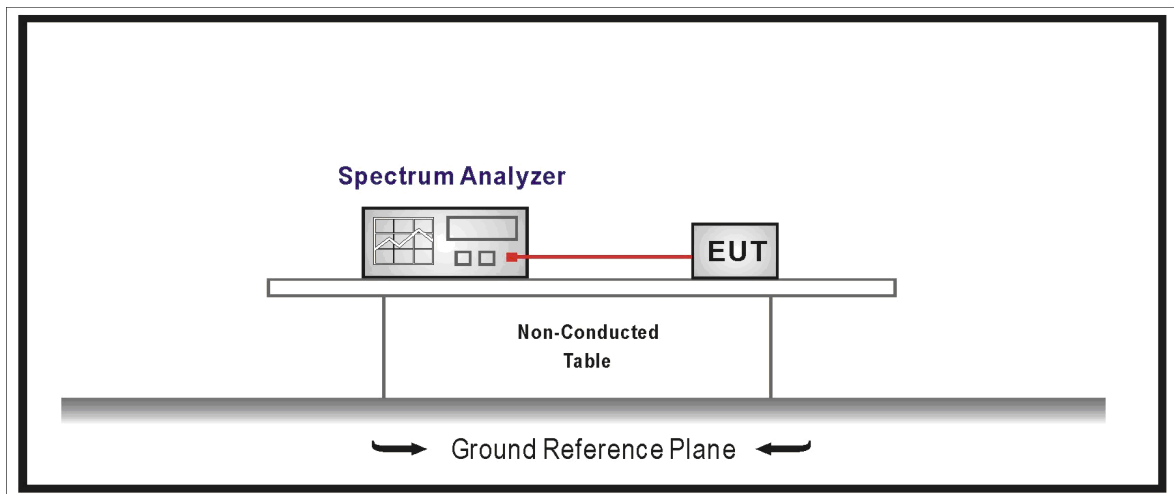 Spectrum Analyzer
EUT
Non-Conducted
Table
Ground Reference Plane